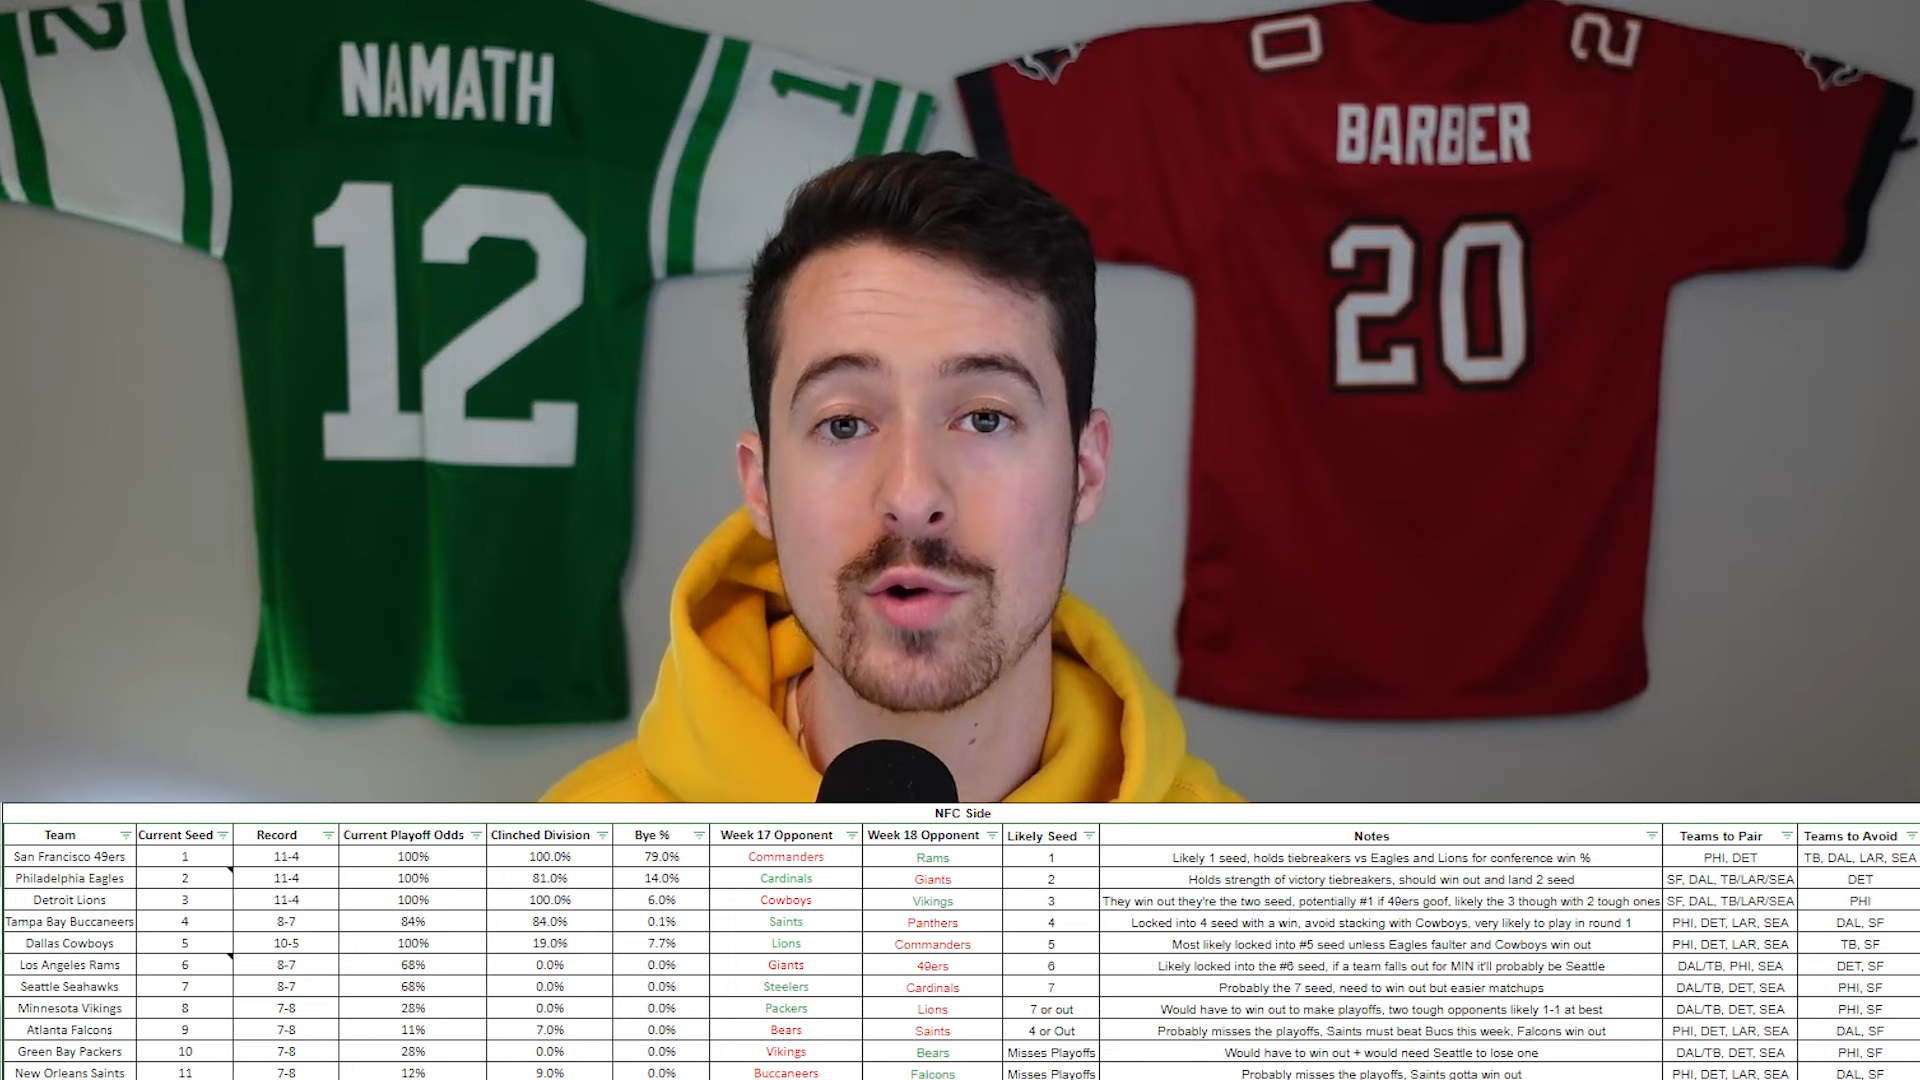 NAMATH
12
2
1
BARBER
20
0
2
NFC Side
Team Current Seed Record Current Playoff Odds Clinched Division Bye % Week 17 Opponent Week 18 Opponent Likely Seed Notes Teams to Pair Teams to Avoid
San Francisco 49ers 1 11-4 100% 100.0% 79.0% Commanders Rams 1 Likely 1 seed, holds tiebreakers vs Eagles and Lions for conference win % PHI, DET TB, DAL, LAR, SEA
Philadelphia Eagles 2 11-4 100% 81.0% 14.0% Cardinals Giants 2 Holds strength of victory tiebreakers, should win out and land 2 seed SF, DAL, TB/LAR/SEA DET
Detroit Lions 3 11-4 100% 100.0% 6.0% Cowboys Vikings 3 They win out they're the two seed, potentially #1 if 49ers goof, likely the 3 though with 2 tough ones SF, DAL, TB/LAR/SEA PHI
Tampa Bay Buccaneers 4 8-7 84% 84.0% 0.1% Saints Panthers 4 Locked into 4 seed with a win, avoid stacking with Cowboys, very likely to play in round 1 PHI, DET, LAR, SEA DAL, SF
Dallas Cowboys 5 10-5 100% 19.0% 7.7% Lions Commanders 5 Most likely locked into #5 seed unless Eagles faulter and Cowboys win out PHI, DET, LAR, SEA TB, SF
Los Angeles Rams 6 8-7 68% 0.0% 0.0% Giants 49ers 6 Likely locked into the #6 seed, if a team falls out for MIN it'll probably be Seattle DAL/TB, PHI, SEA DET, SF
Seattle Seahawks 7 8-7 68% 0.0% 0.0% Steelers Cardinals 7 Probably the 7 seed, need to win out but easier matchups DAL/TB, DET, SEA PHI, SF
Minnesota Vikings 8 7-8 28% 0.0% 0.0% Packers Lions 7 or out Would have to win out to make playoffs, two tough opponents likely 1-1 at best DAL/TB, DET, SEA PHI, SF
Atlanta Falcons 9 7-8 11% 7.0% 0.0% Bears Saints 4 or Out Probably misses the playoffs, Saints must beat Bucs this week, Falcons win out PHI, DET, LAR, SEA DAL, SF
Green Bay Packers 10 7-8 28% 0.0% 0.0% Vikings Bears Misses Playoffs Would have to win out + would need Seattle to lose one DAL/TB, DET, SEA PHI, SF
New Orleans Saints 11 7-8 12% 9.0% 0.0% Buccaneers Falcons Misses Playoffs Probably misses the playoffs, Saints gotta win out PHI, DET, LAR, SEA DAL, SF